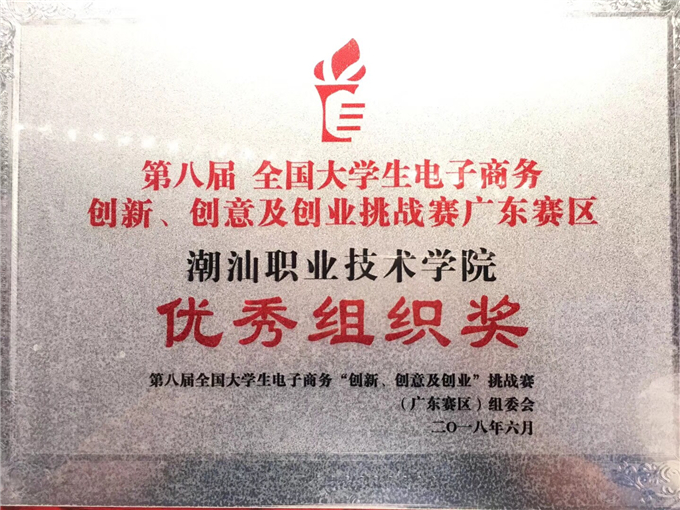 第八届 全国大学生电子商务
创新、创意及创业挑战赛广东赛区
潮汕职业技术学院
优秀组织奖
第八届全国大学生电子商务“创新、创意及创业”挑战赛
（广东赛区）组委会
二〇一八年六月